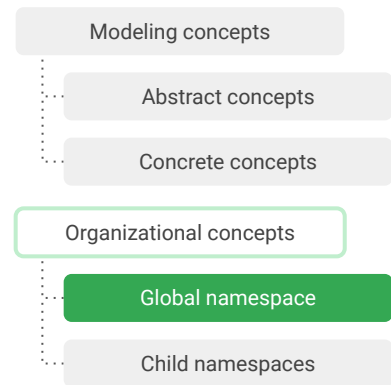 Modeling concepts
Abstract concepts
Concrete concepts
Organizational concepts
Global namespace
Child namespaces